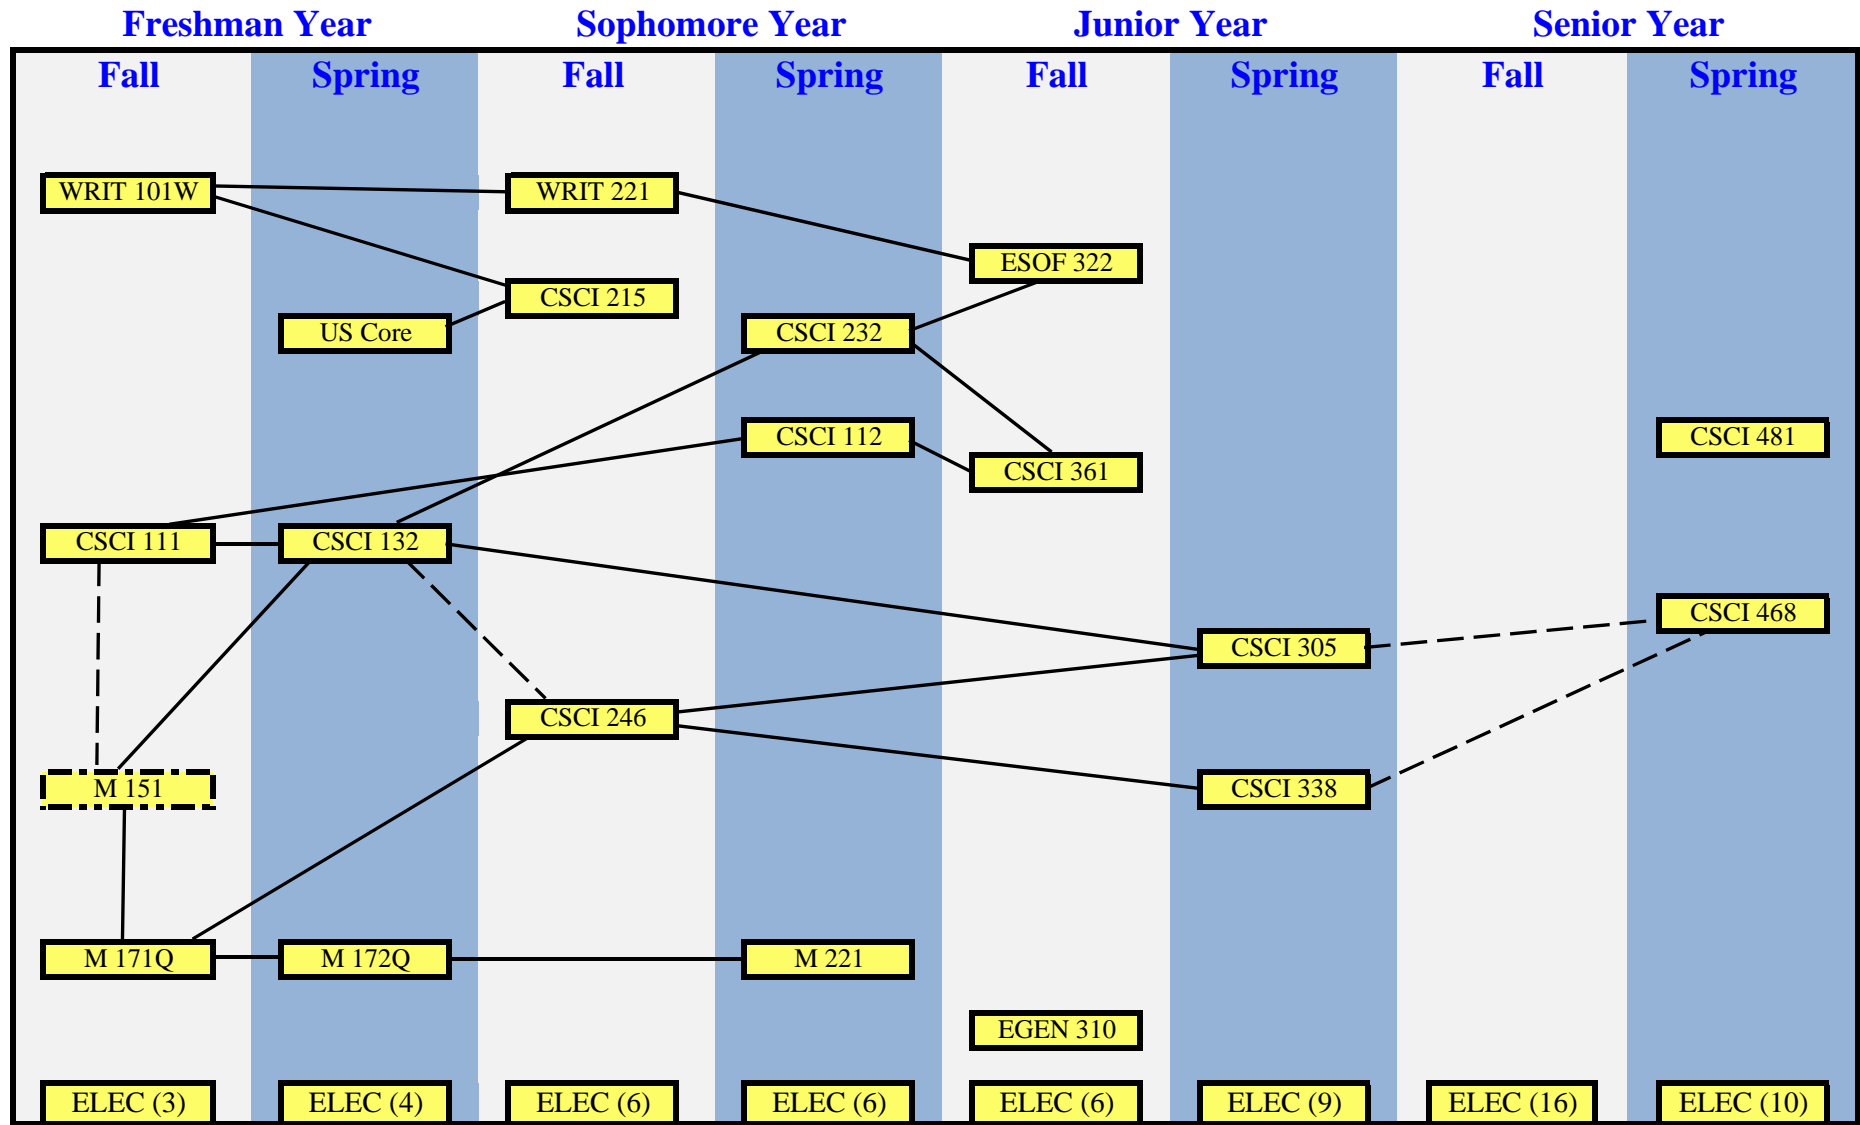 Freshman Year Sophomore Year Junior Year Senior Year
Fall Spring Fall Spring Fall Spring Fall Spring
WRIT 101W WRIT 221
ESOF 322
CSCI 215
US Core CSCI 232
CSCI 112 CSCI 481
CSCI 361
CSCI 111 CSCI 132
CSCI 468
CSCI 305
CSCI 246
M 151 CSCI 338
M 171Q M 172Q M 221
EGEN 310
ELEC (3) ELEC (4) ELEC (6) ELEC (6) ELEC (6) ELEC (9) ELEC (16) ELEC (10)